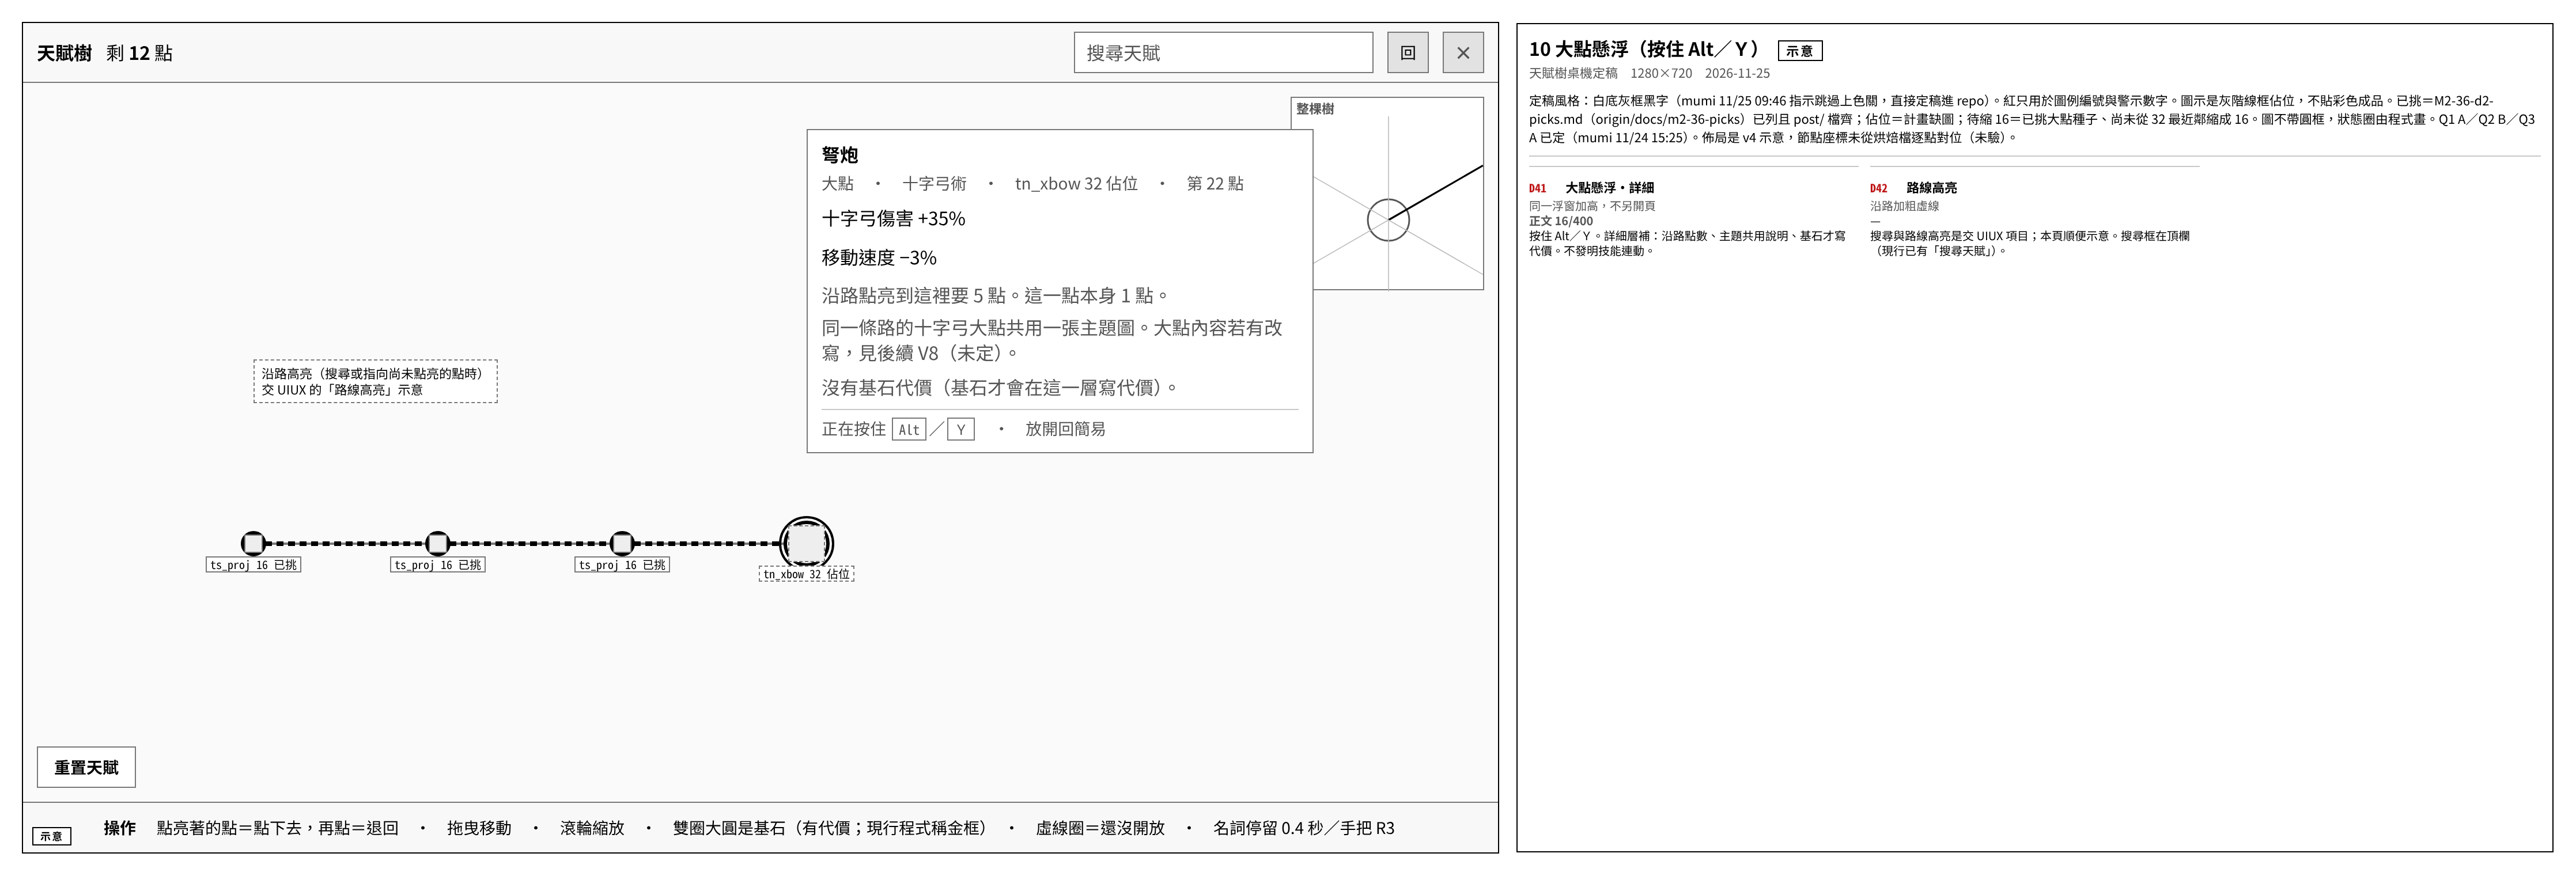 天賦樹 剩 12 點
搜尋天賦
回
×
整棵樹
弩炮
大點 • 十字弓術 • tn_xbow 32 佔位 • 第 22 點
十字弓傷害 +35%
移動速度 −3%
沿路點亮到這裡要 5 點。這一點本身 1 點。
同一條路的十字弓大點共用一張主題圖。大點內容若有改
寫，見後續 V8（未定）。
沒有基石代價（基石才會在這一層寫代價）。
正在按住 Alt／Y • 放開回簡易
沿路高亮（搜尋或指向尚未點亮的點時）
交 UIUX 的「路線高亮」示意
ts_proj 16 已挑
ts_proj 16 已挑
ts_proj 16 已挑
tn_xbow 32 佔位
重置天賦
示意
操作 點亮著的點＝點下去，再點＝退回 • 拖曳移動 • 滾輪縮放 • 雙圈大圓是基石（有代價；現行程式稱金框） • 虛線圈＝還沒開放 • 名詞停留 0.4 秒／手把 R3
10 大點懸浮（按住 Alt／Y） 示意
天賦樹桌機定稿 1280×720 2026-11-25
定稿風格：白底灰框黑字（mumi 11/25 09:46 指示跳過上色關，直接定稿進 repo）。紅只用於圖例編號與警示數字。圖示是灰階線框佔位，不貼彩色成品。已挑＝M2-36-d2-
picks.md（origin/docs/m2-36-picks）已列且 post/ 檔齊；佔位＝計畫缺圖；待縮 16＝已挑大點種子、尚未從 32 最近鄰縮成 16。圖不帶圓框，狀態圈由程式畫。Q1 A／Q2 B／Q3
A 已定（mumi 11/24 15:25）。佈局是 v4 示意，節點座標未從烘焙檔逐點對位（未驗）。
D41 大點懸浮・詳細
同一浮窗加高，不另開頁
正文 16/400
按住 Alt／Y。詳細層補：沿路點數、主題共用說明、基石才寫
代價。不發明技能連動。
D42 路線高亮
沿路加粗虛線
—
搜尋與路線高亮是交 UIUX 項目；本頁順便示意。搜尋框在頂欄
（現行已有「搜尋天賦」）。